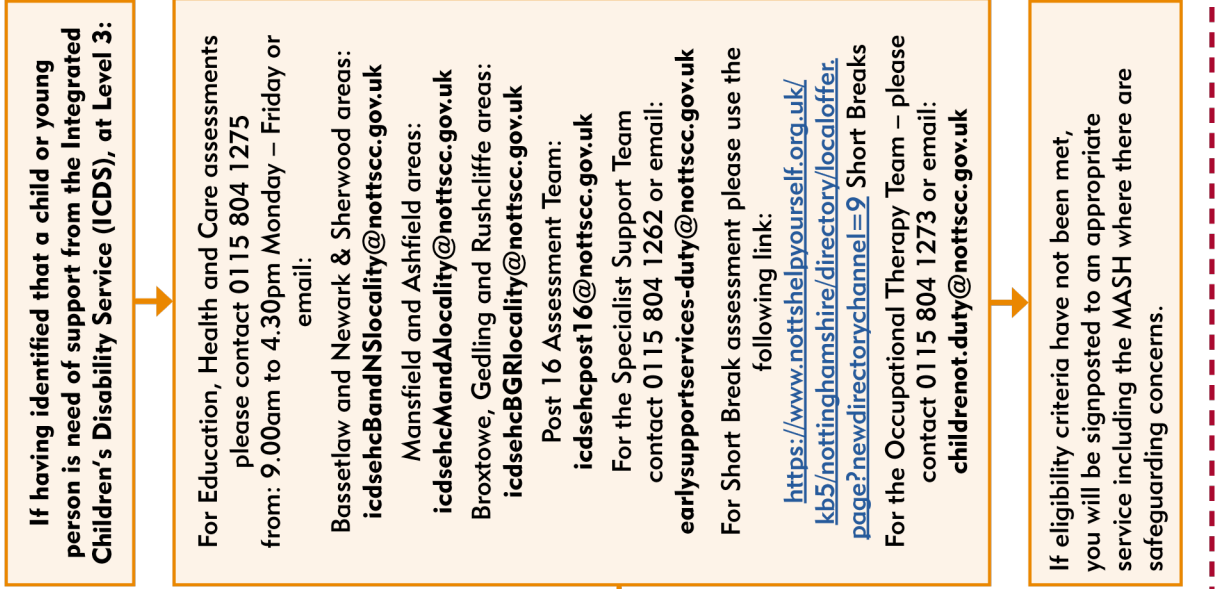 If having identified that a child or young
person is need of support from the Integrated
Children’s Disability Service (ICDS), at Level 3:
For Education, Health and Care assessments
please contact 0115 804 1275
from: 9.00am to 4.30pm Monday – Friday or
email:
Bassetlaw and Newark & Sherwood areas:
icdsehcBandNSlocality@nottscc.gov.uk
Mansfield and Ashfield areas:
icdsehcMandAlocality@nottscc.gov.uk
Broxtowe, Gedling and Rushcliffe areas:
icdsehcBGRlocality@nottscc.gov.uk
Post 16 Assessment Team:
icdsehcpost16@nottscc.gov.uk
For the Specialist Support Team
contact 0115 804 1262 or email:
earlysupportservices-duty@nottscc.gov.uk
For Short Break assessment please use the
following link:
https://www.nottshelpyourself.org.uk/
kb5/nottinghamshire/directory/localoffer.
page?newdirectorychannel=9 Short Breaks
For the Occupational Therapy Team – please
contact 0115 804 1273 or email:
childrenot.duty@nottscc.gov.uk
If eligibility criteria have not been met,
you will be signposted to an appropriate
service including the MASH where there are
safeguarding concerns.